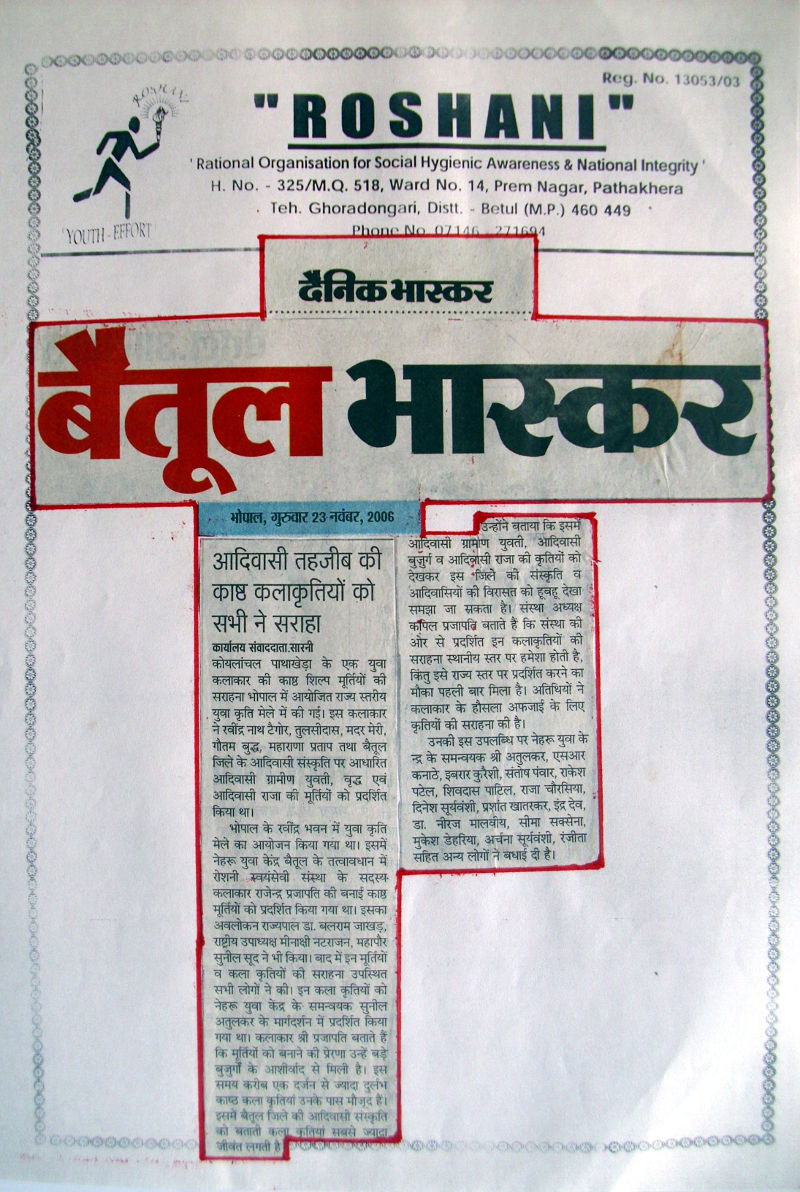 Reg. No. 13053/03
ROSHANI
"ROSHANI"
' Rational Organisation for Social Hygienic Awareness & National Integrity '
H. No. - 325/M.Q. 518, Ward No. 14, Prem Nagar, Pathakhera
Teh. Ghoradongari, Distt. - Betul (M.P.) 460 449
'YOUTH - EFFORT'
Phone No. 07146 - 271694
दैनिक भास्कर
बैतूल भास्कर
भोपाल, गुरुवार 23 नवंबर, 2006
आदिवासी तहजीब की
काष्ठ कलाकृतियों को
सभी ने सराहा
कार्यालय संवाददाता.सारनी
कोयलांचल पाथाखेड़ा के एक युवा
कलाकार की काष्ठ शिल्प मूर्तियों की
सराहना भोपाल में आयोजित राज्य स्तरीय
युवा कृति मेले में की गई। इस कलाकार
ने रवींद्र नाथ टैगोर, तुलसीदास, मदर मेरी,
गौतम बुद्ध, महाराणा प्रताप तथा बैतूल
जिले के आदिवासी संस्कृति पर आधारित
आदिवासी ग्रामीण युवती, वृद्ध एवं
आदिवासी राजा की मूर्तियों को प्रदर्शित
किया था।
भोपाल के रवींद्र भवन में युवा कृति
मेले का आयोजन किया गया था। इसमें
नेहरू युवा केंद्र बैतूल के तत्वावधान में
रोशनी स्वयंसेवी संस्था के सदस्य
कलाकार राजेन्द्र प्रजापति की बनाई काष्ठ
मूर्तियों को प्रदर्शित किया गया था। इसका
अवलोकन राज्यपाल डा. बलराम जाखड़,
राष्ट्रीय उपाध्यक्ष मीनाक्षी नटराजन, महापौर
सुनील सूद ने भी किया। बाद में इन मूर्तियों
व कला कृतियों की सराहना उपस्थित
सभी लोगों ने की। इन कला कृतियों को
नेहरू युवा केंद्र के समन्वयक सुनील
अतुलकर के मार्गदर्शन में प्रदर्शित किया
गया था। कलाकार श्री प्रजापति बताते हैं
कि मूर्तियों को बनाने की प्रेरणा उन्हें बड़े
बुजुर्गों के आशीर्वाद से मिली है। इस
समय करीब एक दर्जन से ज्यादा दुर्लभ
काष्ठ कला कृतियां उनके पास मौजूद हैं।
इसमें बैतूल जिले की आदिवासी संस्कृति
को बताती कला कृतियां सबसे ज्यादा
जीवंत लगती है
उन्होंने बताया कि इसमें
आदिवासी ग्रामीण युवती, आदिवासी
बुजुर्ग व आदिवासी राजा की कृतियों को
देखकर इस जिले की संस्कृति व
आदिवासियों की विरासत को हूबहू देखा
समझा जा सकता है। संस्था अध्यक्ष
कपिल प्रजापति बताते हैं कि संस्था की
ओर से प्रदर्शित इन कलाकृतियों की
सराहना स्थानीय स्तर पर हमेशा होती है,
किंतु इसे राज्य स्तर पर प्रदर्शित करने का
मौका पहली बार मिला है। अतिथियों ने
कलाकार के हौसला अफजाई के लिए
कृतियों की सराहना की है।
उनकी इस उपलब्धि पर नेहरू युवा के
न्द्र के समन्वयक श्री अतुलकर, एसआर
कनाठे, इबरार कुरैशी, संतोष पंवार, राकेश
पटेल, शिवदास पाटिल, राजा चौरसिया,
दिनेश सूर्यवंशी, प्रशांत खातरकर, इंद्र देव,
डा. नीरज मालवीय, सीमा सक्सेना,
मुकेश डेहरिया, अर्चना सूर्यवंशी, रंजीता
सहित अन्य लोगों ने बधाई दी है।